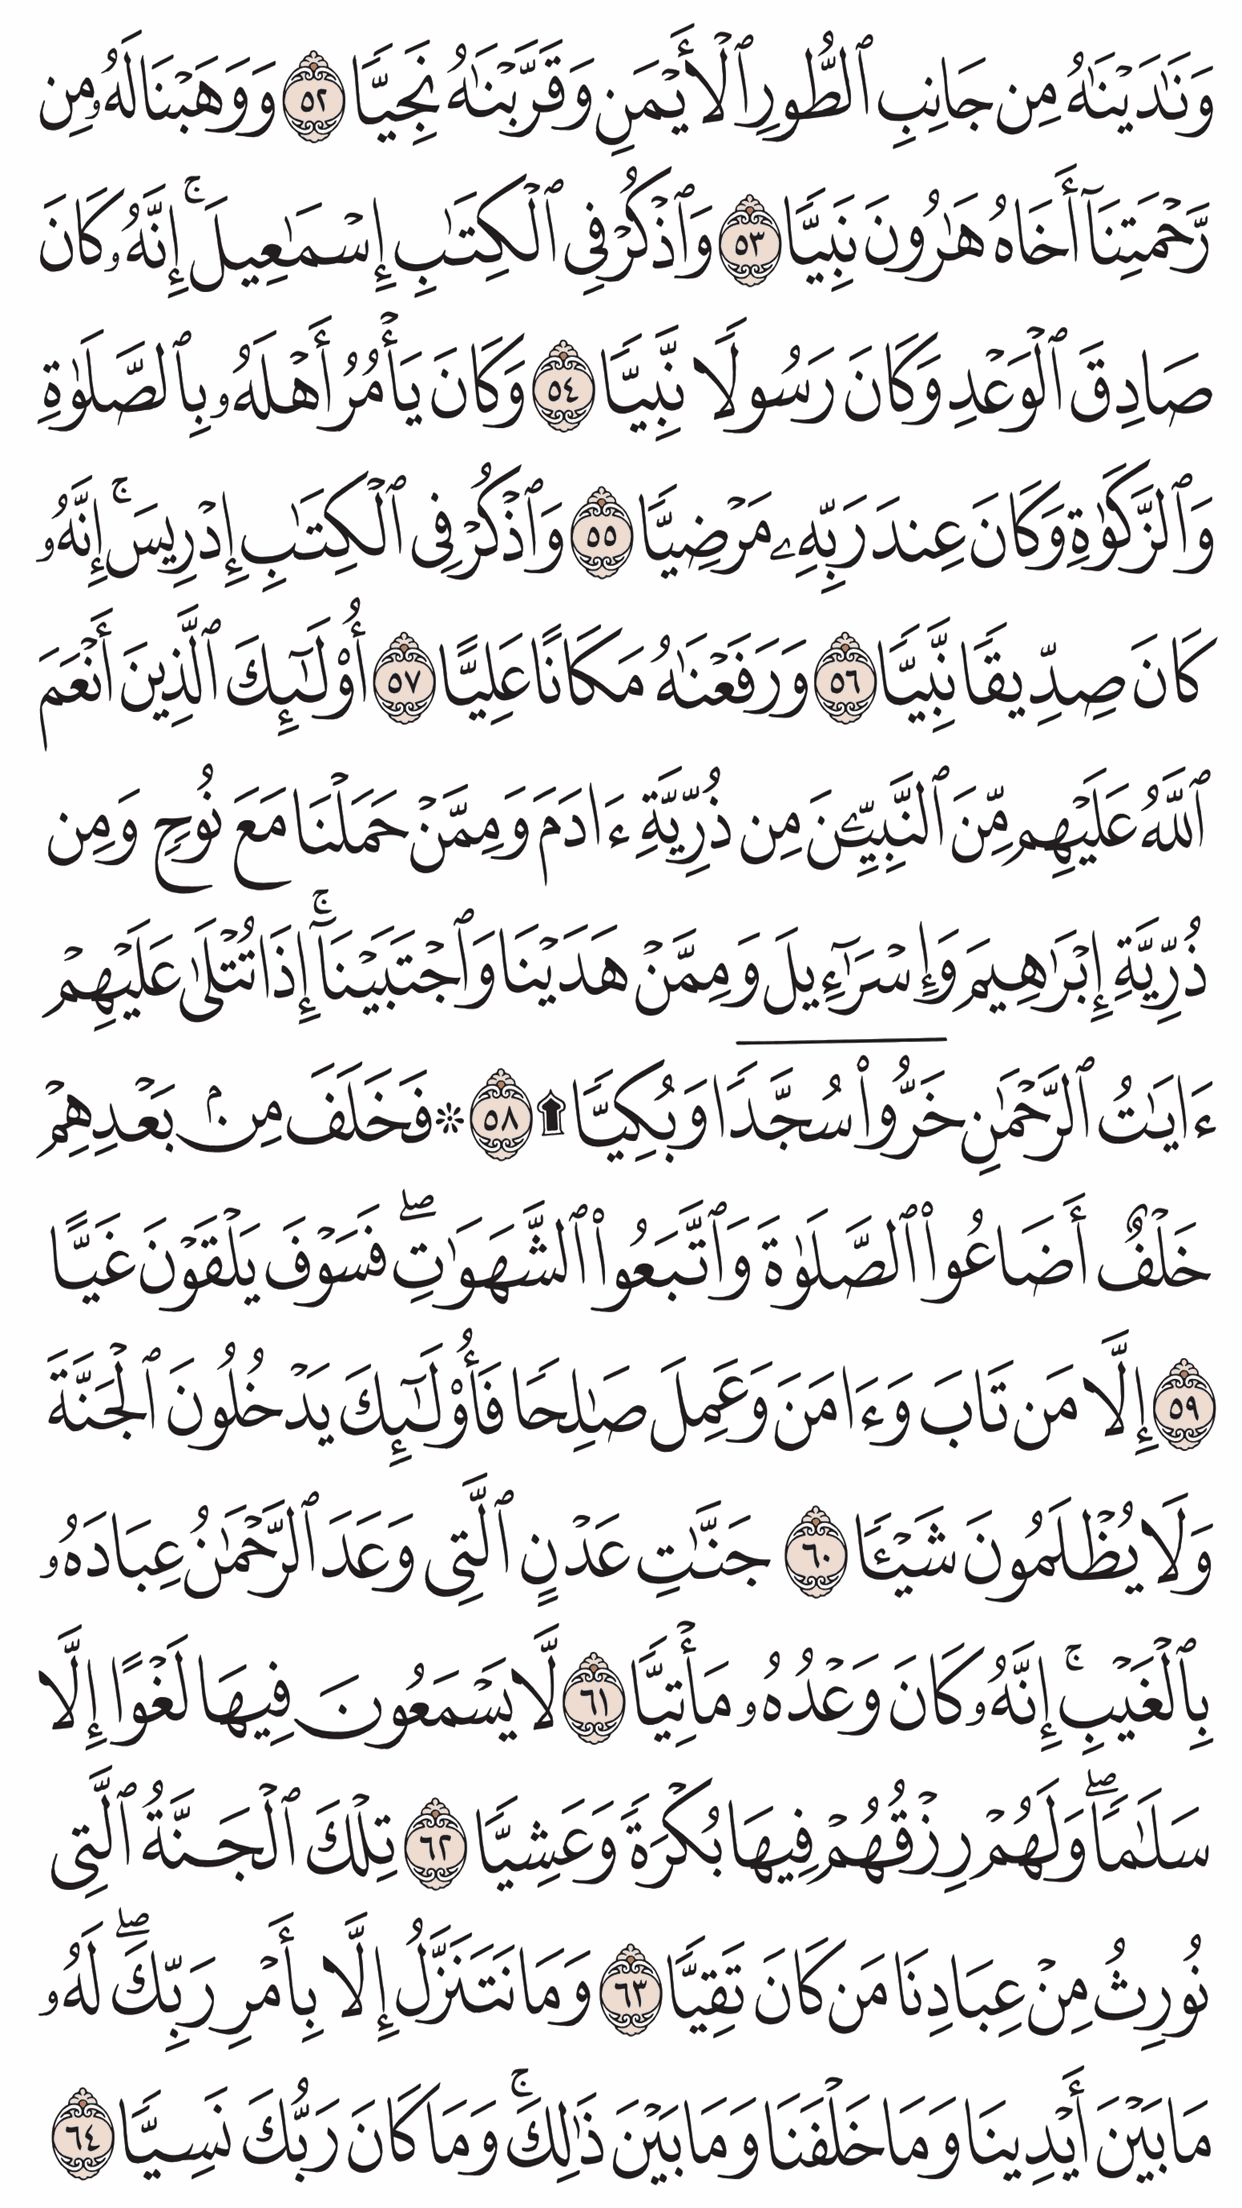 وَنَـٰدَيْنَـٰهُ مِن جَانِبِ ٱلطُّورِ ٱلْأَيْمَنِ وَقَرَّبْنَـٰهُ نَجِيًّا ٥٢ وَوَهَبْنَا لَهُۥ مِن
رَّحْمَتِنَآ أَخَاهُ هَـٰرُونَ نَبِيًّا ٥٣ وَٱذْكُرْ فِى ٱلْكِتَـٰبِ إِسْمَـٰعِيلَ ۚ إِنَّهُۥ كَانَ
صَادِقَ ٱلْوَعْدِ وَكَانَ رَسُولًا نَّبِيًّا ٥٤ وَكَانَ يَأْمُرُ أَهْلَهُۥ بِٱلصَّلَوٰةِ
وَٱلزَّكَوٰةِ وَكَانَ عِندَ رَبِّهِۦ مَرْضِيًّا ٥٥ وَٱذْكُرْ فِى ٱلْكِتَـٰبِ إِدْرِيسَ ۚ إِنَّهُۥ
كَانَ صِدِّيقًا نَّبِيًّا ٥٦ وَرَفَعْنَـٰهُ مَكَانًا عَلِيًّا ٥٧ أُو۟لَـٰٓئِكَ ٱلَّذِينَ أَنْعَمَ
ٱللَّهُ عَلَيْهِم مِّنَ ٱلنَّبِيِّـۧنَ مِن ذُرِّيَّةِ ءَادَمَ وَمِمَّنْ حَمَلْنَا مَعَ نُوحٍ وَمِن
ذُرِّيَّةِ إِبْرَٰهِيمَ وَإِسْرَٰٓءِيلَ وَمِمَّنْ هَدَيْنَا وَٱجْتَبَيْنَآ ۚ إِذَا تُتْلَىٰ عَلَيْهِمْ
ءَايَـٰتُ ٱلرَّحْمَـٰنِ خَرُّوا۟ سُجَّدًا وَبُكِيًّا ۩ ٥٨ ۞ فَخَلَفَ مِنۢ بَعْدِهِمْ
خَلْفٌ أَضَاعُوا۟ ٱلصَّلَوٰةَ وَٱتَّبَعُوا۟ ٱلشَّهَوَٰتِ ۖ فَسَوْفَ يَلْقَوْنَ غَيًّا
٥٩ إِلَّا مَن تَابَ وَءَامَنَ وَعَمِلَ صَـٰلِحًا فَأُو۟لَـٰٓئِكَ يَدْخُلُونَ ٱلْجَنَّةَ
وَلَا يُظْلَمُونَ شَيْـًٔا ٦٠ جَنَّـٰتِ عَدْنٍ ٱلَّتِى وَعَدَ ٱلرَّحْمَـٰنُ عِبَادَهُۥ
بِٱلْغَيْبِ ۚ إِنَّهُۥ كَانَ وَعْدُهُۥ مَأْتِيًّا ٦١ لَّا يَسْمَعُونَ فِيهَا لَغْوًا إِلَّا
سَلَـٰمًا ۖ وَلَهُمْ رِزْقُهُمْ فِيهَا بُكْرَةً وَعَشِيًّا ٦٢ تِلْكَ ٱلْجَنَّةُ ٱلَّتِى
نُورِثُ مِنْ عِبَادِنَا مَن كَانَ تَقِيًّا ٦٣ وَمَا نَتَنَزَّلُ إِلَّا بِأَمْرِ رَبِّكَ ۖ لَهُۥ
مَا بَيْنَ أَيْدِينَا وَمَا خَلْفَنَا وَمَا بَيْنَ ذَٰلِكَ ۚ وَمَا كَانَ رَبُّكَ نَسِيًّا ٦٤